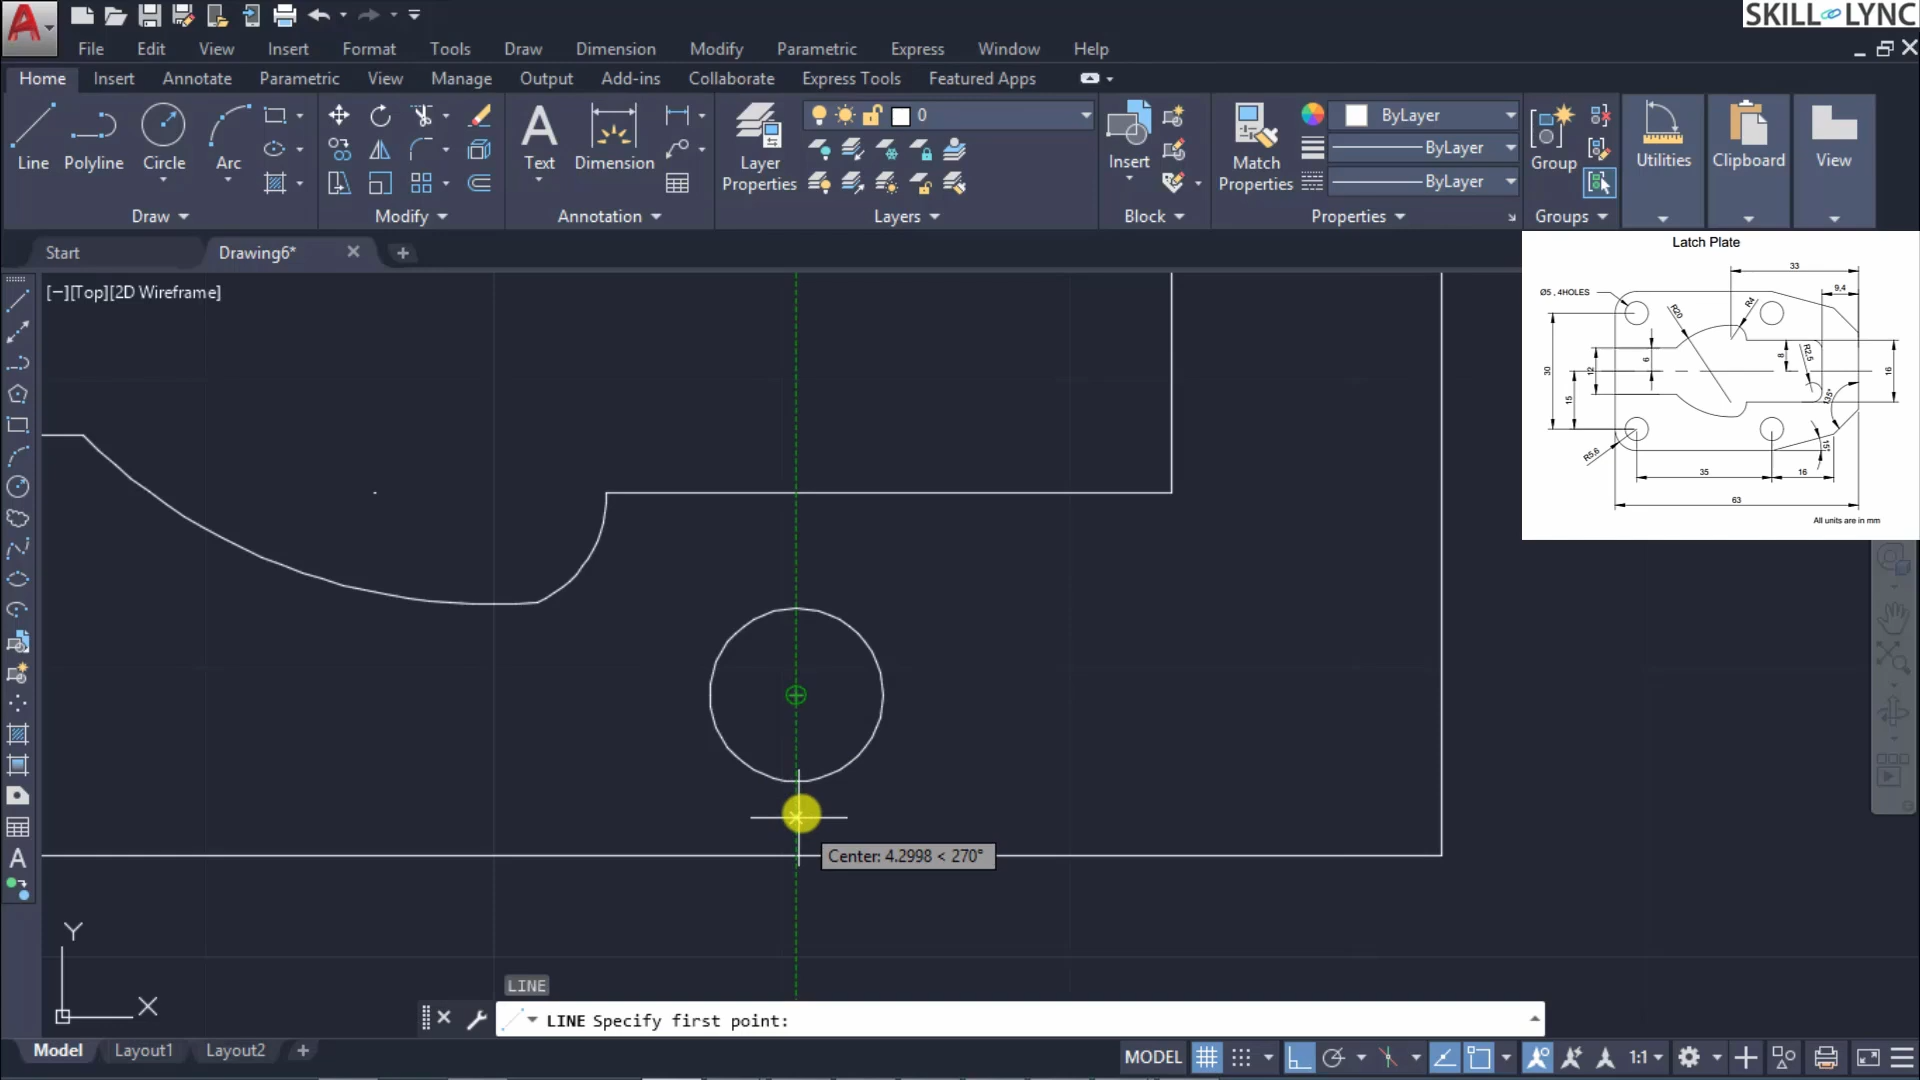 SKILL-LYNC
File Edit View Insert Format Tools Draw Dimension Modify Parametric Express Window Help
Home Insert Annotate Parametric View Manage Output Add-ins Collaborate Express Tools Featured Apps
Line Polyline Circle Arc
Text Dimension
Layer Properties
0
Insert
Match Properties
ByLayer
ByLayer
ByLayer
Group
Utilities Clipboard View
Draw Modify Annotation Layers Block Properties Groups
Start Drawing6*
[−][Top][2D Wireframe]
Latch Plate
33
Ø5 , 4HOLES
9,4
R20
R4
6
8
R2,5
30
12
15
16
135°
15°
R5,6
35
16
63
All units are in mm
Center: 4.2998 < 270°
Y
X
LINE
LINE Specify first point:
Model Layout1 Layout2
MODEL
1:1